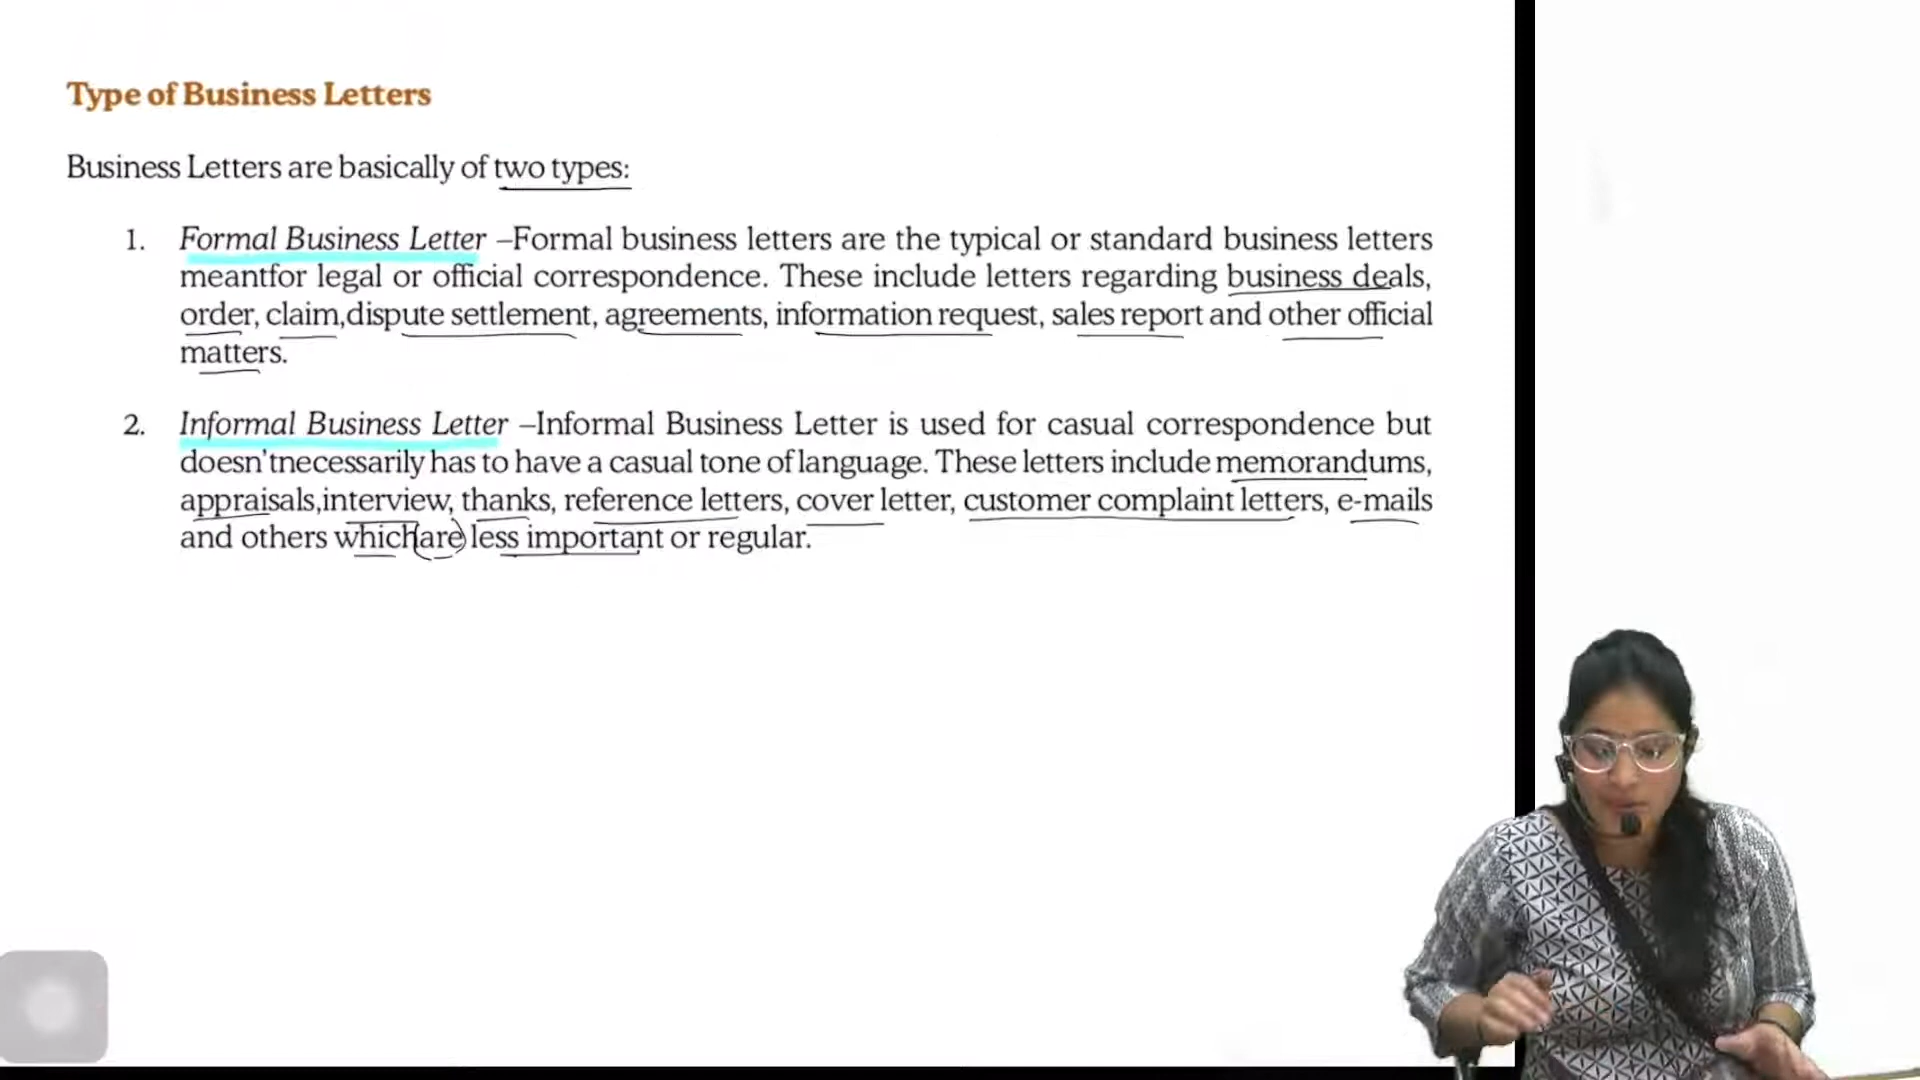 Type of Business Letters
Business Letters are basically of two types:
1. Formal Business Letter –Formal business letters are the typical or standard business letters
meantfor legal or official correspondence. These include letters regarding business deals,
order, claim,dispute settlement, agreements, information request, sales report and other official
matters.
2. Informal Business Letter –Informal Business Letter is used for casual correspondence but
doesn'tnecessarily has to have a casual tone of language. These letters include memorandums,
appraisals,interview, thanks, reference letters, cover letter, customer complaint letters, e-mails
and others which(are) less important or regular.